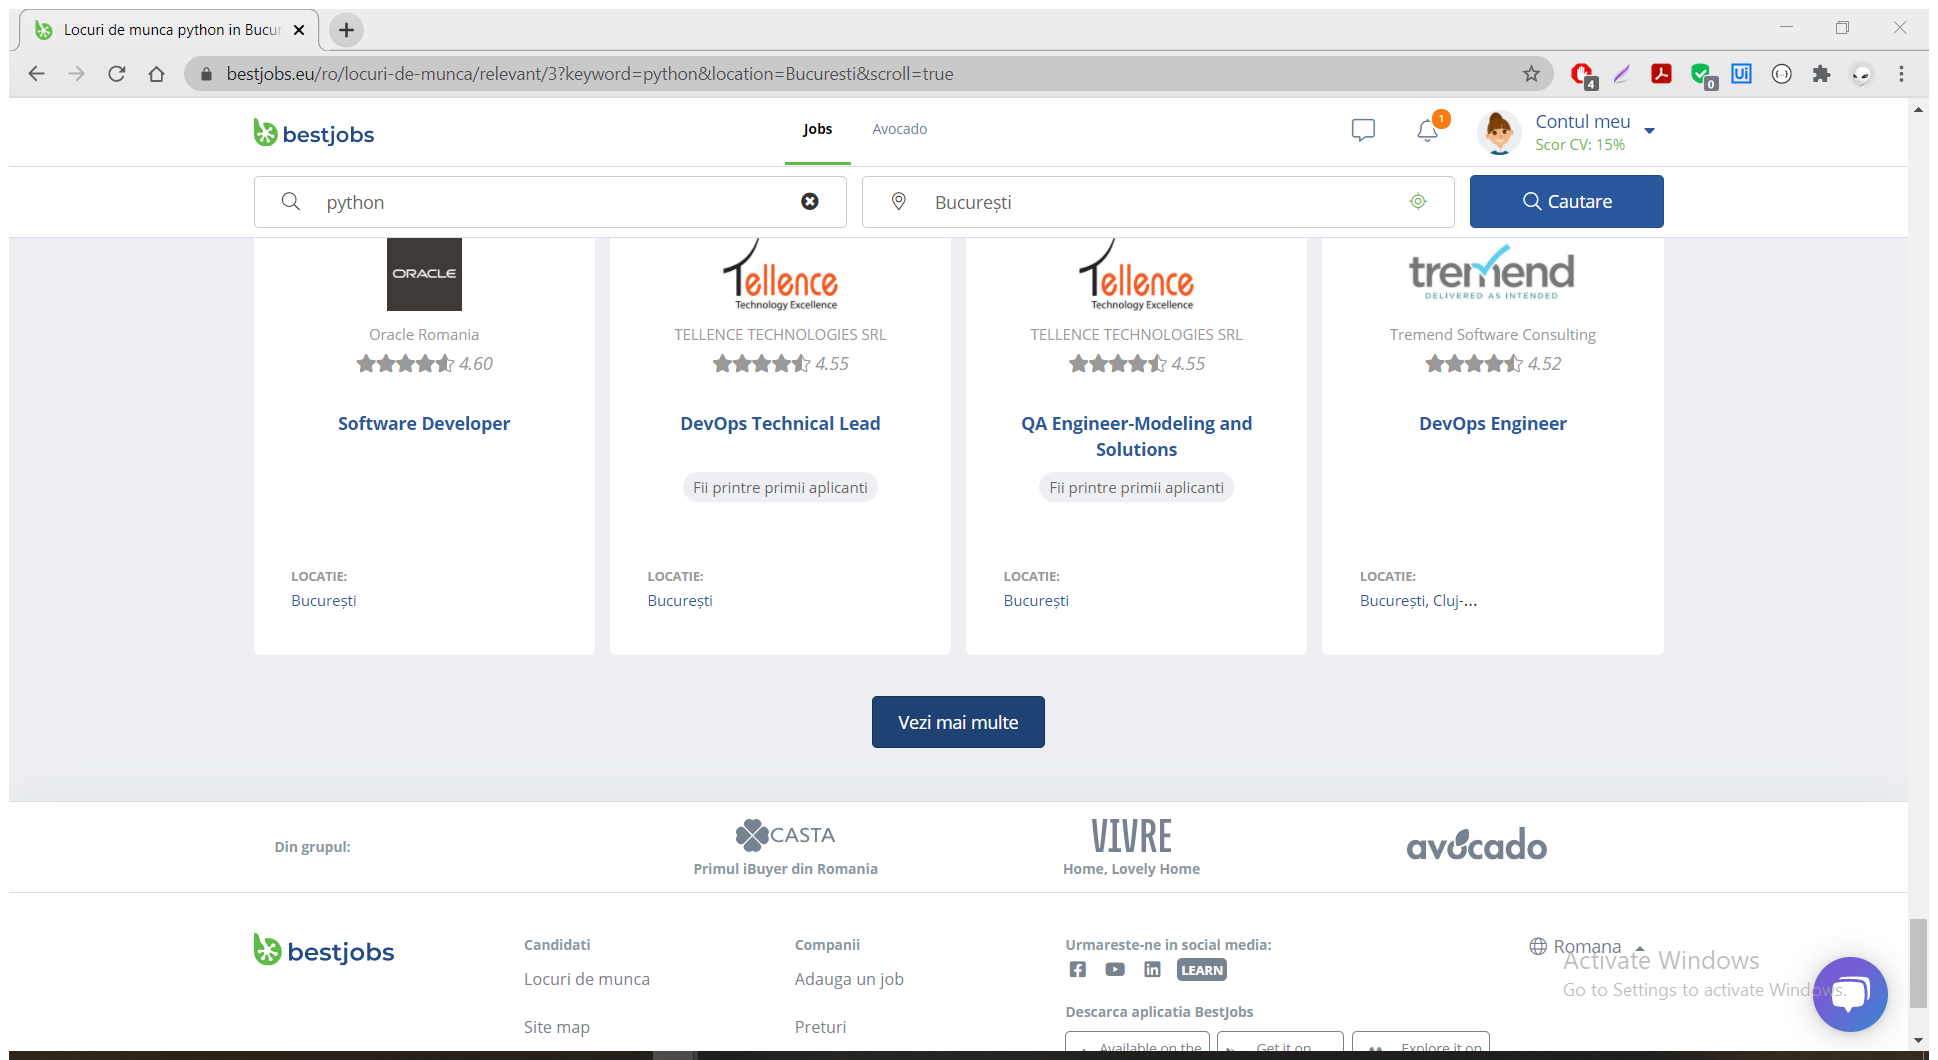 Locuri de munca python in Bucur
bestjobs.eu/ro/locuri-de-munca/relevant/3?keyword=python&location=Bucuresti&scroll=true
4
0
Ui
bestjobs
Jobs
Avocado
1
Contul meu
Scor CV: 15%
python
București
Cautare
ORACLE
Oracle Romania
4.60
Software Developer
LOCATIE:
București
Tellence
Technology Excellence
TELLENCE TECHNOLOGIES SRL
4.55
DevOps Technical Lead
Fii printre primii aplicanti
LOCATIE:
București
Tellence
Technology Excellence
TELLENCE TECHNOLOGIES SRL
4.55
QA Engineer-Modeling and
Solutions
Fii printre primii aplicanti
LOCATIE:
București
tremend
DELIVERED AS INTENDED
Tremend Software Consulting
4.52
DevOps Engineer
LOCATIE:
București, Cluj-...
Vezi mai multe
Din grupul:
CASTA
Primul iBuyer din Romania
VIVRE
Home, Lovely Home
avocado
bestjobs
Candidati
Locuri de munca
Site map
Companii
Adauga un job
Preturi
Urmareste-ne in social media:
LEARN
Descarca aplicatia BestJobs
Available on the
Get it on
Explore it on
Romana
Activate Windows
Go to Settings to activate Windows.